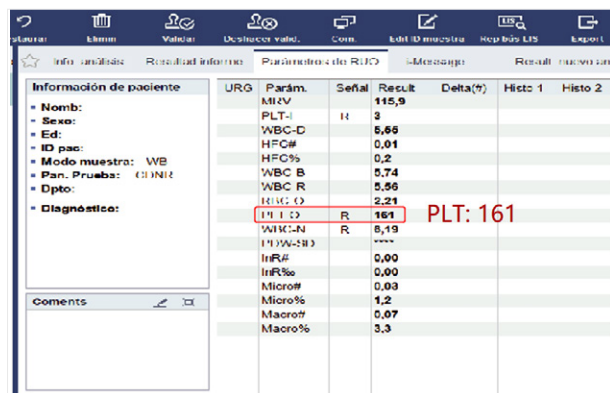 staurar Elimin Validar Deshacer valid. Com. Edit ID muestra Rep bús LIS Export
Info. análisis Resultad informe Parámetros de RUO i-Message Result. nuevo an
Información de paciente
Nomb:
Sexo:
Ed:
ID pac:
Modo muestra: WB
Pan. Prueba: CDNR
Dpto:
Diagnóstico:
Coments
URG Parám. Señal Result Delta(#) Histo 1 Histo 2
MRV 115,9
PLT-I R 3
WBC-D 5,66
HFC# 0,01
HFC% 0,2
WBC-B 5,74
WBC-R 5,56
RBC-O 2,21
PLT-O R 161
PLT: 161
WBC-N R 6,19
PDW-SD ****
InR# 0,00
InR‰ 0,00
Micro# 0,03
Micro% 1,2
Macro# 0,07
Macro% 3,3